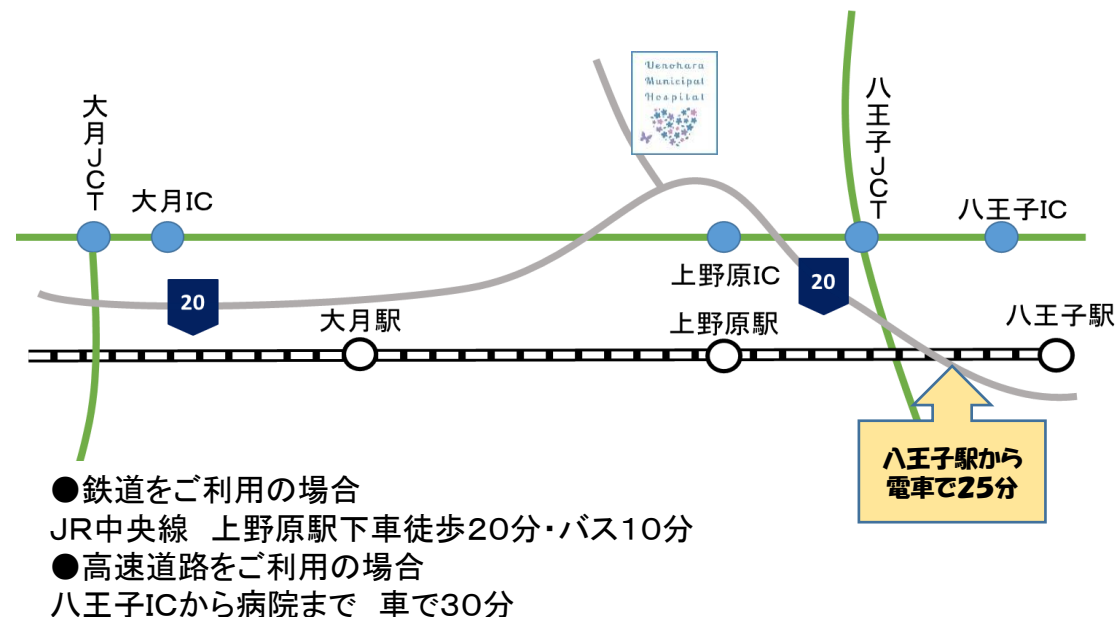 Uenohara
Municipal
Hospital
大月JCT
大月IC
八王子JCT
八王子IC
上野原IC
20
20
大月駅
上野原駅
八王子駅
八王子駅から
電車で25分
●鉄道をご利用の場合
JR中央線 上野原駅下車徒歩20分・バス10分
●高速道路をご利用の場合
八王子ICから病院まで 車で30分